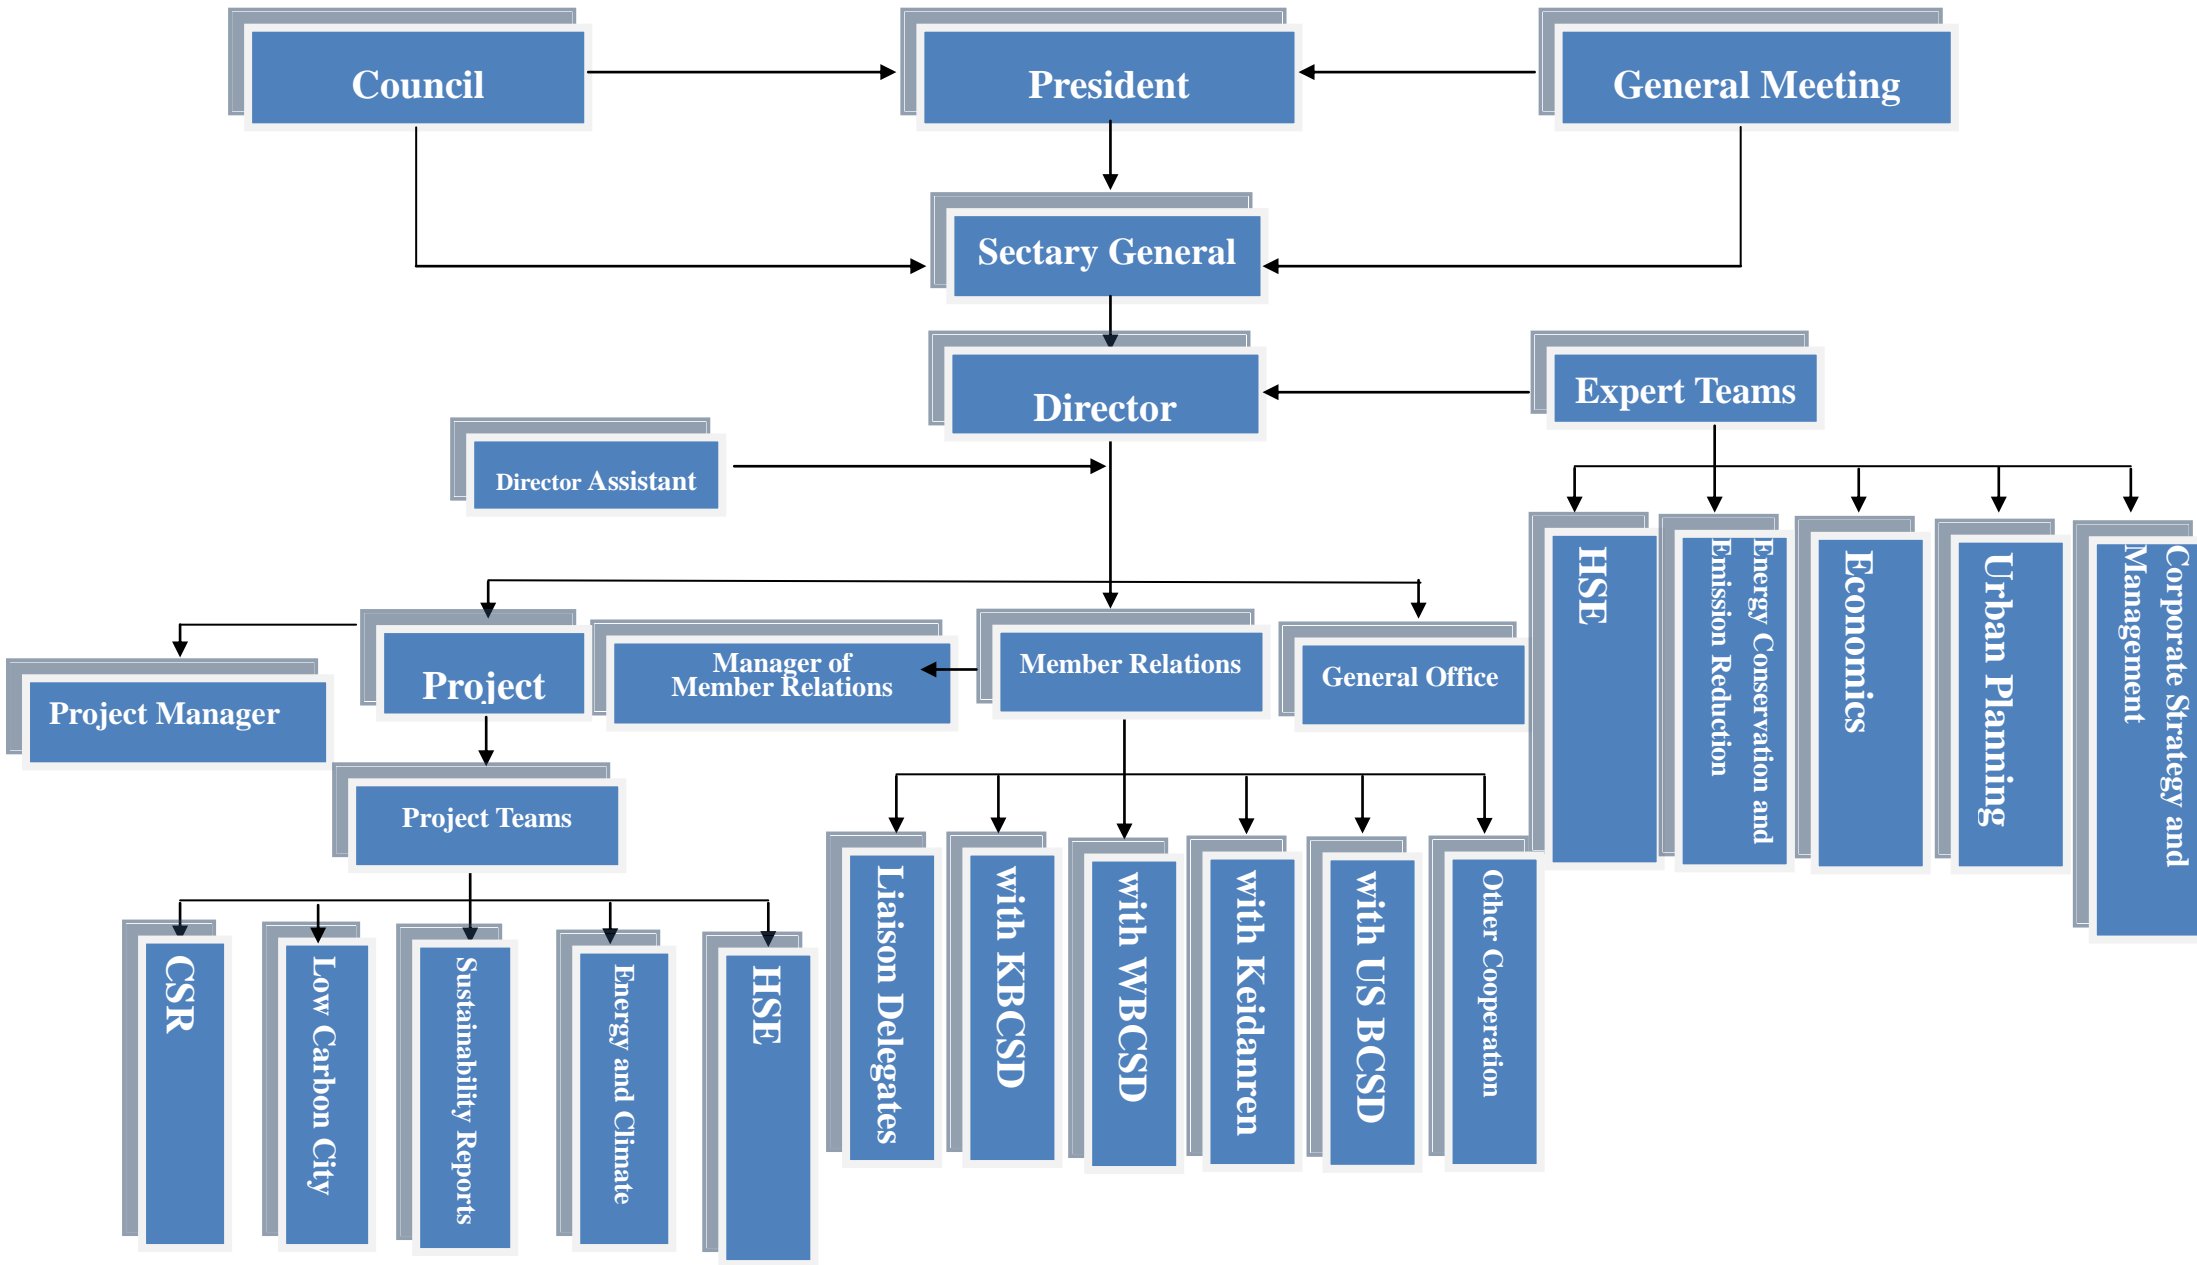 Council
President
General Meeting
Sectary General
Director
Expert Teams
Director Assistant
HSE
Energy Conservation and
Emission Reduction
Economics
Urban Planning
Corporate Strategy and
Management
Project Manager
Project
Manager of
Member Relations
Member Relations
General Office
Project Teams
CSR
Low Carbon City
Sustainability Reports
Energy and Climate
HSE
Liaison Delegates
with KBCSD
with WBCSD
with Keidanren
with US BCSD
Other Cooperation